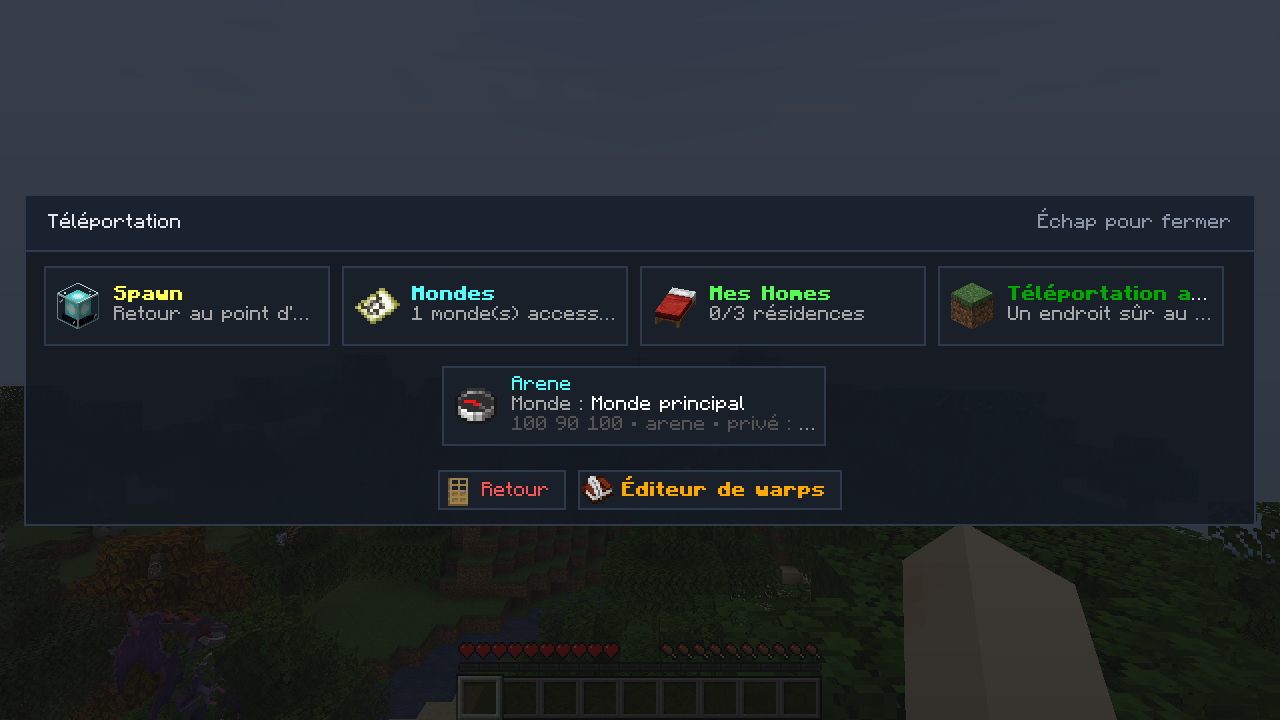 Téléportation
Échap pour fermer
Spawn
Retour au point d'...
Mondes
1 monde(s) access...
Mes Homes
0/3 résidences
Téléportation a...
Un endroit sûr au ...
Arene
Monde : Monde principal
100 90 100 • arene • privé : ...
Retour
Éditeur de warps